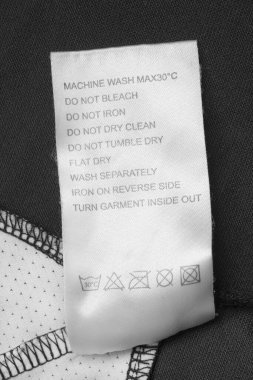 MACHINE WASH MAX30°C
DO NOT BLEACH
DO NOT IRON
DO NOT DRY CLEAN
DO NOT TUMBLE DRY
FLAT DRY
WASH SEPARATELY
IRON ON REVERSE SIDE
TURN GARMENT INSIDE OUT
30°C